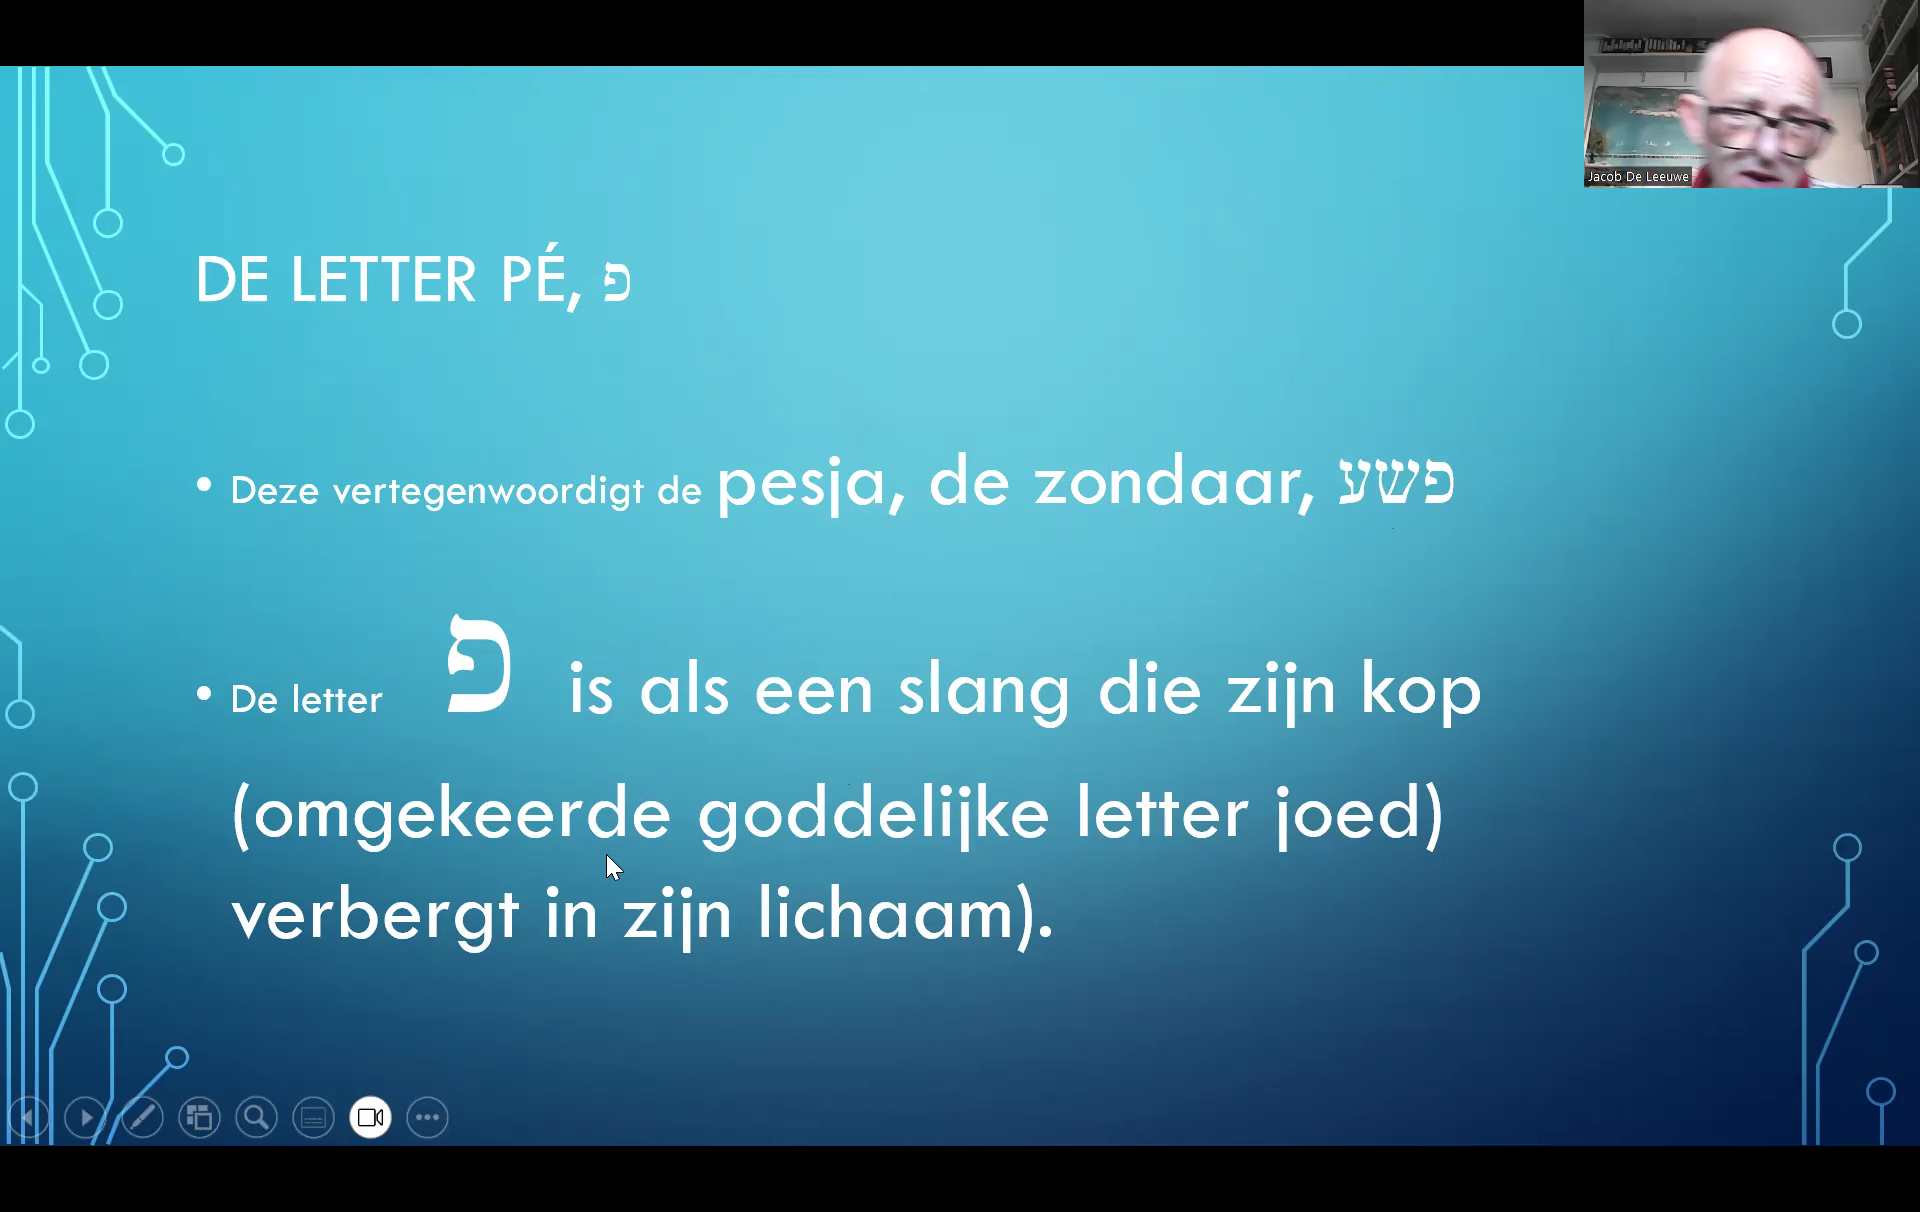 Jacob De Leeuwe
DE LETTER PÉ, פ
• Deze vertegenwoordigt de pesja, de zondaar, פשע
• De letter פ is als een slang die zijn kop
(omgekeerde goddelijke letter joed)
verbergt in zijn lichaam).